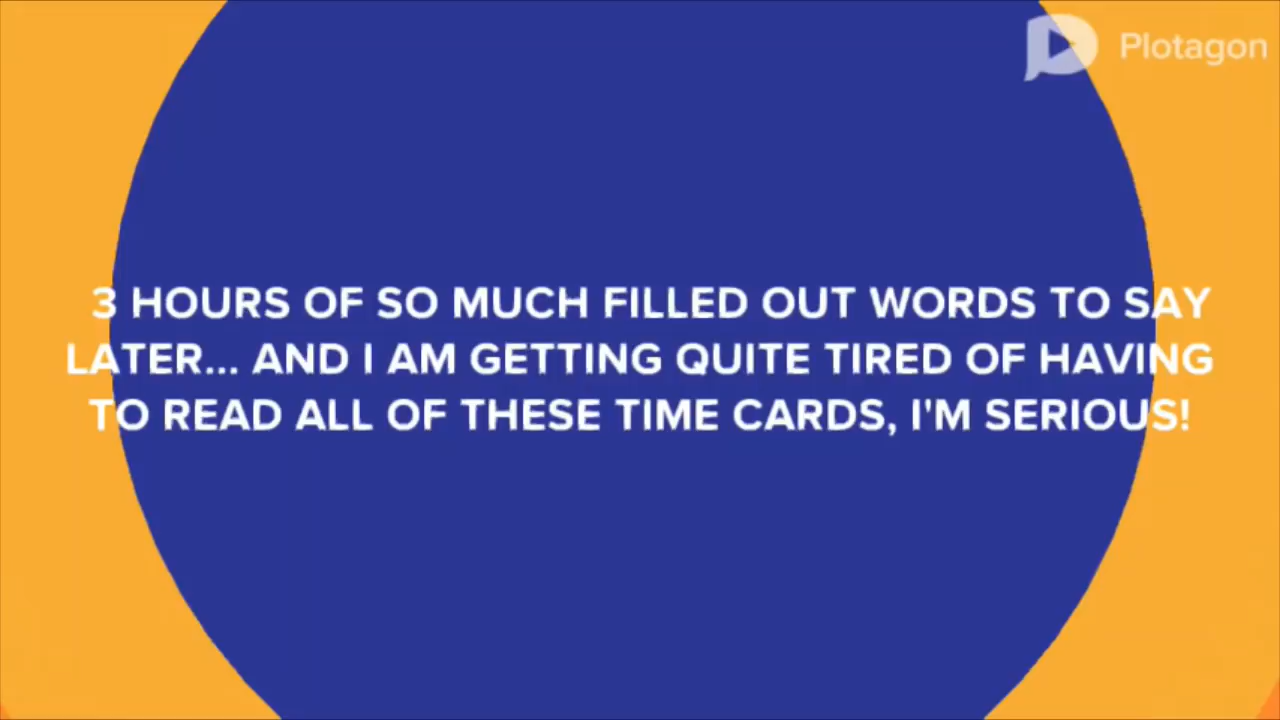 Plotagon
3 HOURS OF SO MUCH FILLED OUT WORDS TO SAY
LATER... AND I AM GETTING QUITE TIRED OF HAVING
TO READ ALL OF THESE TIME CARDS, I'M SERIOUS!